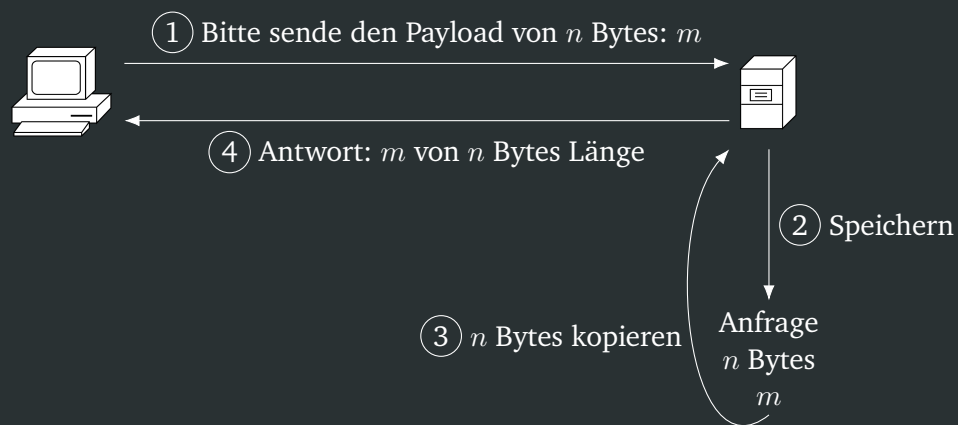 1 Bitte sende den Payload von n Bytes: m
4 Antwort: m von n Bytes Länge
2 Speichern
3 n Bytes kopieren
Anfrage
n Bytes
m